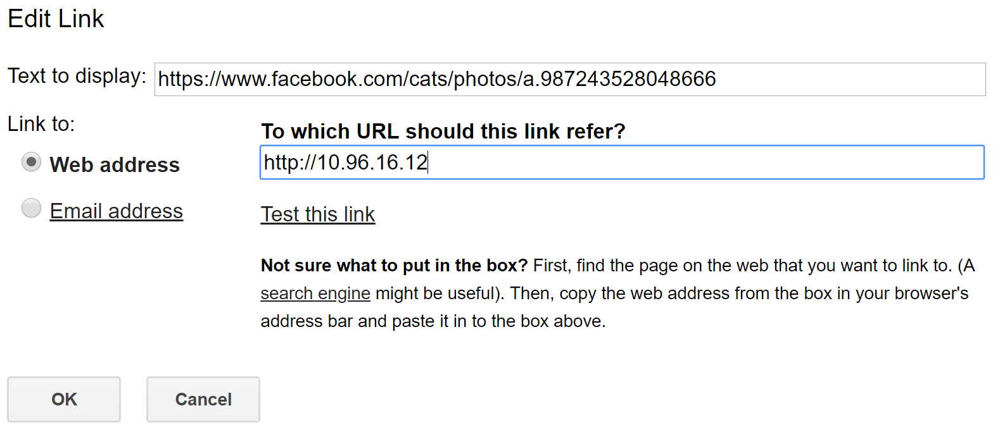 Edit Link
Text to display: https://www.facebook.com/cats/photos/a.987243528048666
Link to:
To which URL should this link refer?
Web address
http://10.96.16.12
Email address
Test this link
Not sure what to put in the box? First, find the page on the web that you want to link to. (A
search engine might be useful). Then, copy the web address from the box in your browser's
address bar and paste it in to the box above.
OK
Cancel